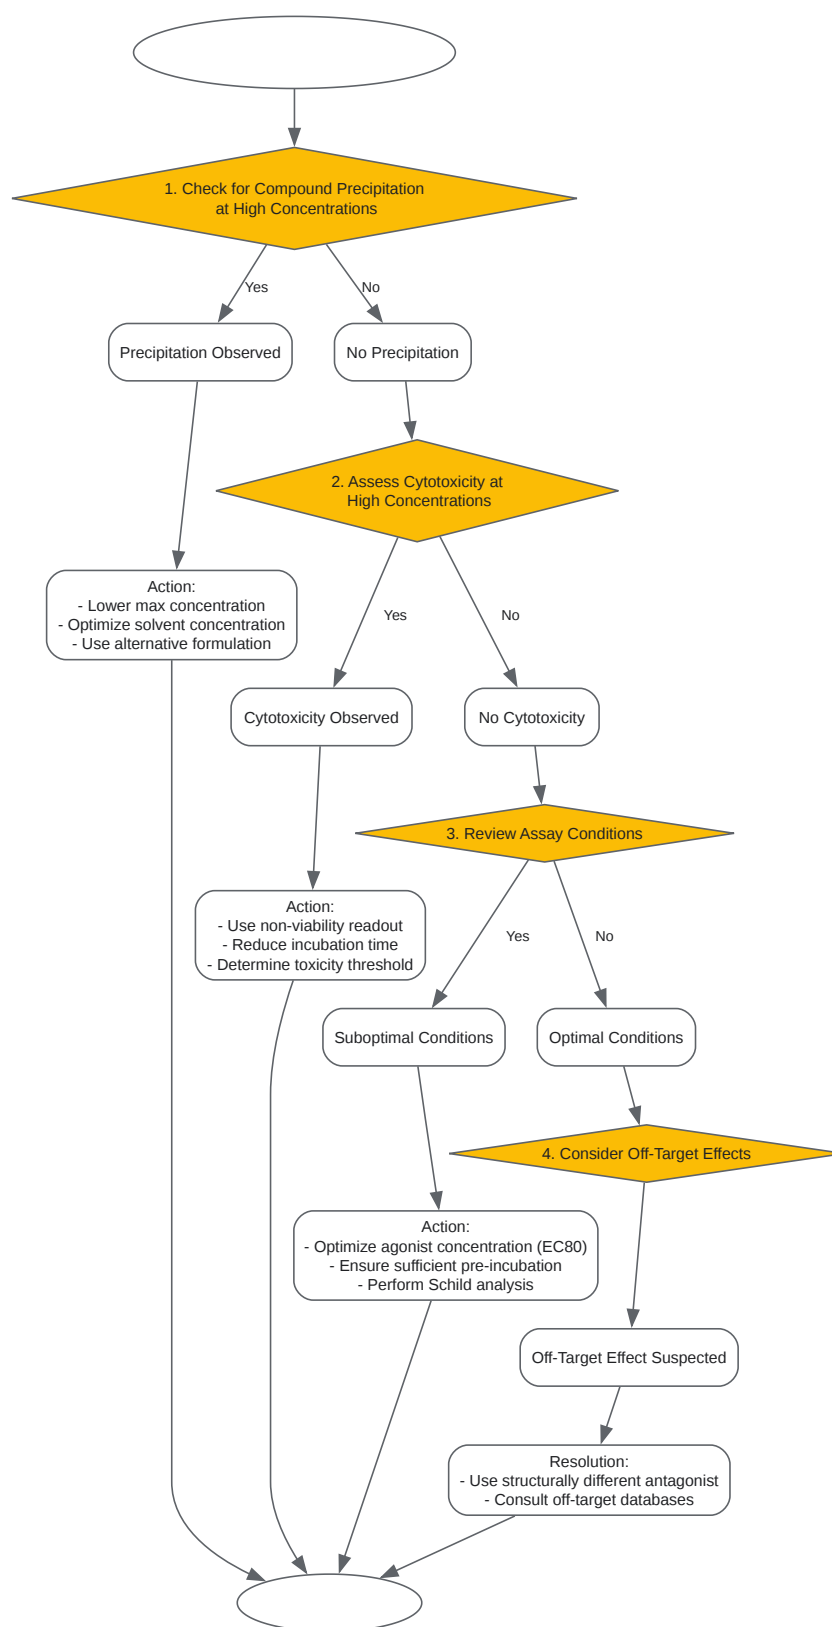 1. Check for Compound Precipitation
at High Concentrations
Yes
No
Precipitation Observed
No Precipitation
2. Assess Cytotoxicity at
High Concentrations
Action:
- Lower max concentration
- Optimize solvent concentration
- Use alternative formulation
Yes
No
Cytotoxicity Observed
No Cytotoxicity
3. Review Assay Conditions
Action:
- Use non-viability readout
- Reduce incubation time
- Determine toxicity threshold
Yes
No
Suboptimal Conditions
Optimal Conditions
4. Consider Off-Target Effects
Action:
- Optimize agonist concentration (EC80)
- Ensure sufficient pre-incubation
- Perform Schild analysis
Off-Target Effect Suspected
Resolution:
- Use structurally different antagonist
- Consult off-target databases